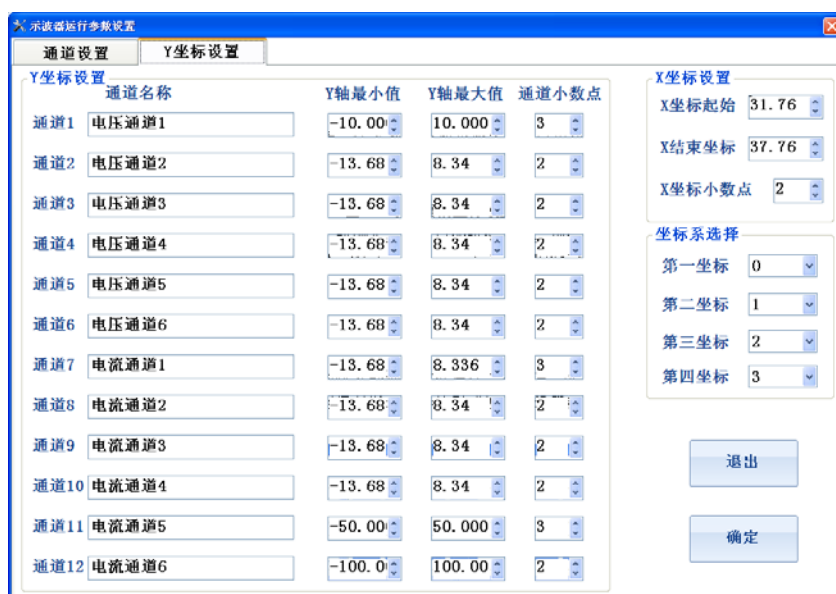 示波器运行参数设置
通道设置 Y坐标设置
Y坐标设置
通道名称 Y轴最小值 Y轴最大值 通道小数点
通道1 电压通道1 -10.00 10.000 3
通道2 电压通道2 -13.68 8.34 2
通道3 电压通道3 -13.68 8.34 2
通道4 电压通道4 -13.68 8.34 2
通道5 电压通道5 -13.68 8.34 2
通道6 电压通道6 -13.68 8.34 2
通道7 电流通道1 -13.68 8.336 3
通道8 电流通道2 -13.68 8.34 2
通道9 电流通道3 -13.68 8.34 2
通道10 电流通道4 -13.68 8.34 2
通道11 电流通道5 -50.00 50.000 3
通道12 电流通道6 -100.0 100.00 2
X坐标设置
X坐标起始 31.76
X结束坐标 37.76
X坐标小数点 2
坐标系选择
第一坐标 0
第二坐标 1
第三坐标 2
第四坐标 3
退出
确定